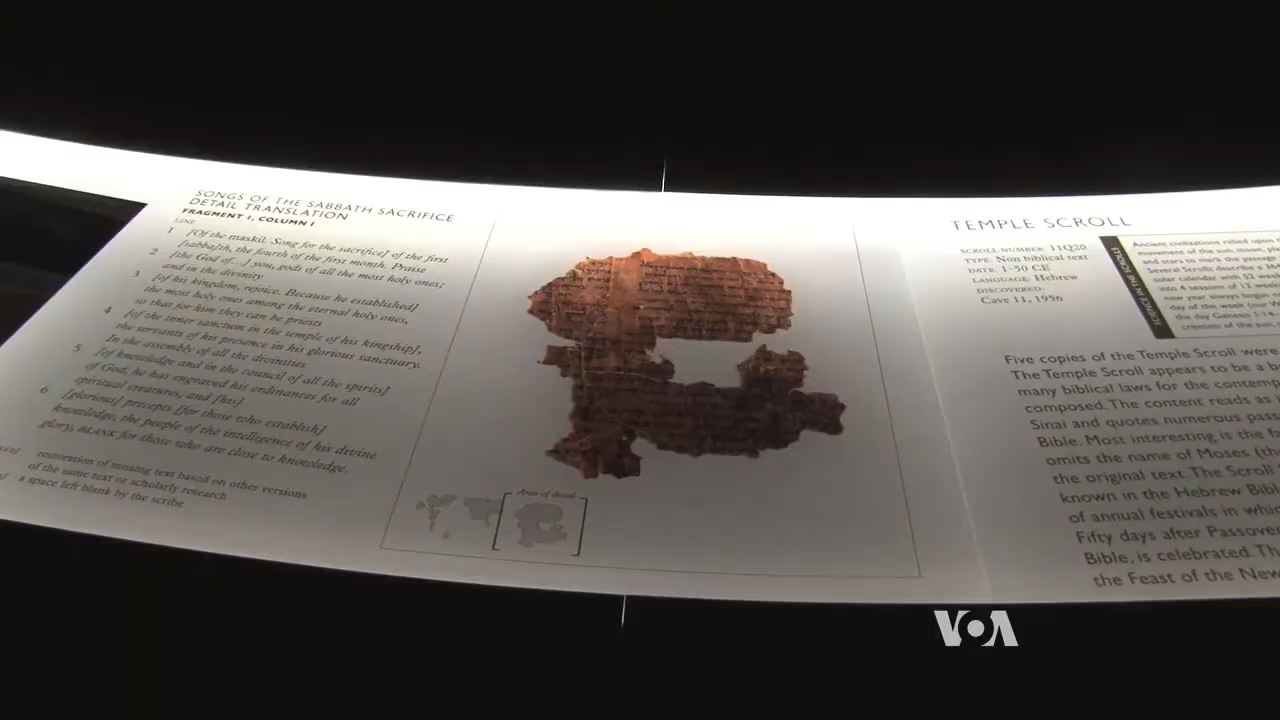 SONGS OF THE SABBATH SACRIFICE
DETAIL TRANSLATION
FRAGMENT 1, COLUMN I
LINE
1 [Of the maskil. Song for the sacrifice] of the first
[sabba]th, the fourth of the first month. Praise
2 [the God of...] you, gods of all the most holy ones;
and in the divinity
3 [of his kingdom, rejoice. Because he established]
the most holy ones among the eternal holy ones,
so that for him they can be priests
4 [of the inner sanctum in the temple of his kingship],
the servants of his presence in his glorious sanctuary.
In the assembly of all the divinities
5 [of knowledge and in the council of all the spirits]
of God, he has engraved his ordinances for all
spiritual creatures, and [his]
6 [glorious] precepts [for those who establish]
knowledge, the people of the intelligence of his divine
glory, BLANK for those who are close to knowledge.
restoration of missing text based on other versions
of the same text or scholarly research
a space left blank by the scribe
Area of detail
TEMPLE SCROLL
SCROLL NUMBER: 11Q20
TYPE: Non biblical text
DATE: 1-50 CE
LANGUAGE: Hebrew
DISCOVERED:
Cave 11, 1956
SCIENCE IN THE SCROLLS
Ancient civilizations relied upon
movement of the sun, moon,
and stars to mark the passage
Several Scrolls describe a
solar calendar with 52
into 4 session of 13
new year always began
day of the week
the day Genesis 1:14
creation of the sun,
Five copies of the Temple Scroll were
The Temple Scroll appears to be a
many biblical laws for the
composed. The content reads as
Sinai and quotes numerous
Bible. Most interesting is the
omits the name of Moses
the original text. The Scroll
known in the Hebrew
of annual festivals in
Fifty days after
Bible, is celebrated.
the Feast of the New
VOA